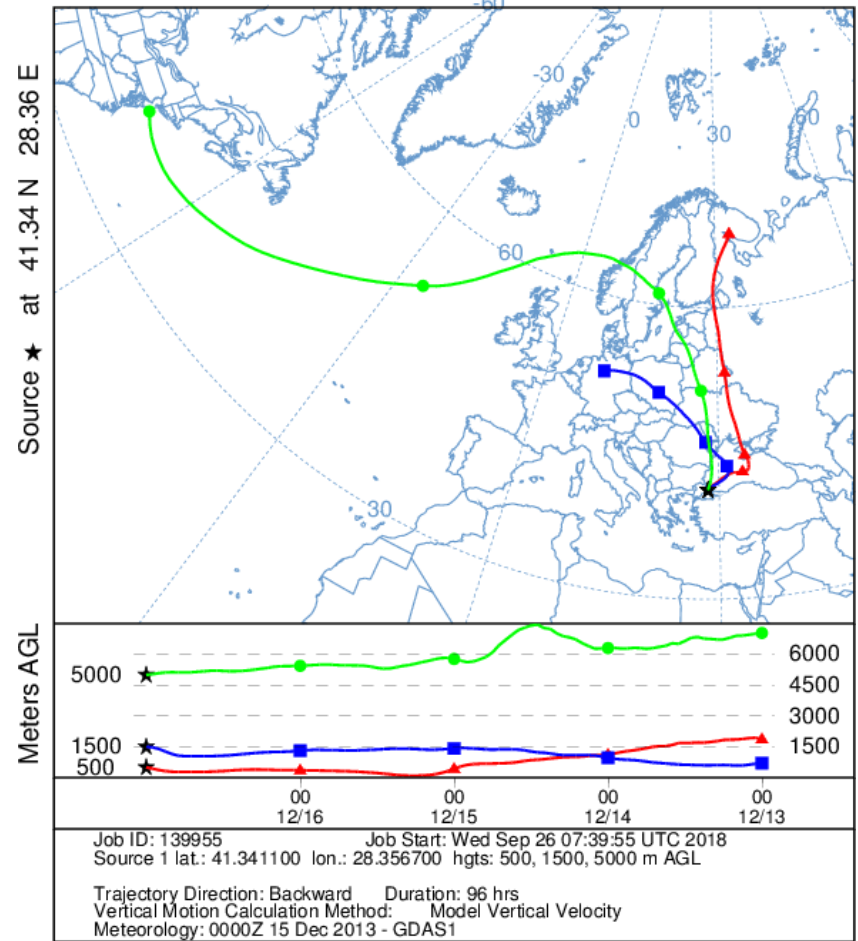 -60
-30
0
30
60
60
30
Source ★ at 41.34 N 28.36 E
Meters AGL
5000
1500
500
6000
4500
3000
1500
00 00 00 00
12/16 12/15 12/14 12/13
Job ID: 139955 Job Start: Wed Sep 26 07:39:55 UTC 2018
Source 1 lat.: 41.341100 lon.: 28.356700 hgts: 500, 1500, 5000 m AGL
Trajectory Direction: Backward Duration: 96 hrs
Vertical Motion Calculation Method: Model Vertical Velocity
Meteorology: 0000Z 15 Dec 2013 - GDAS1